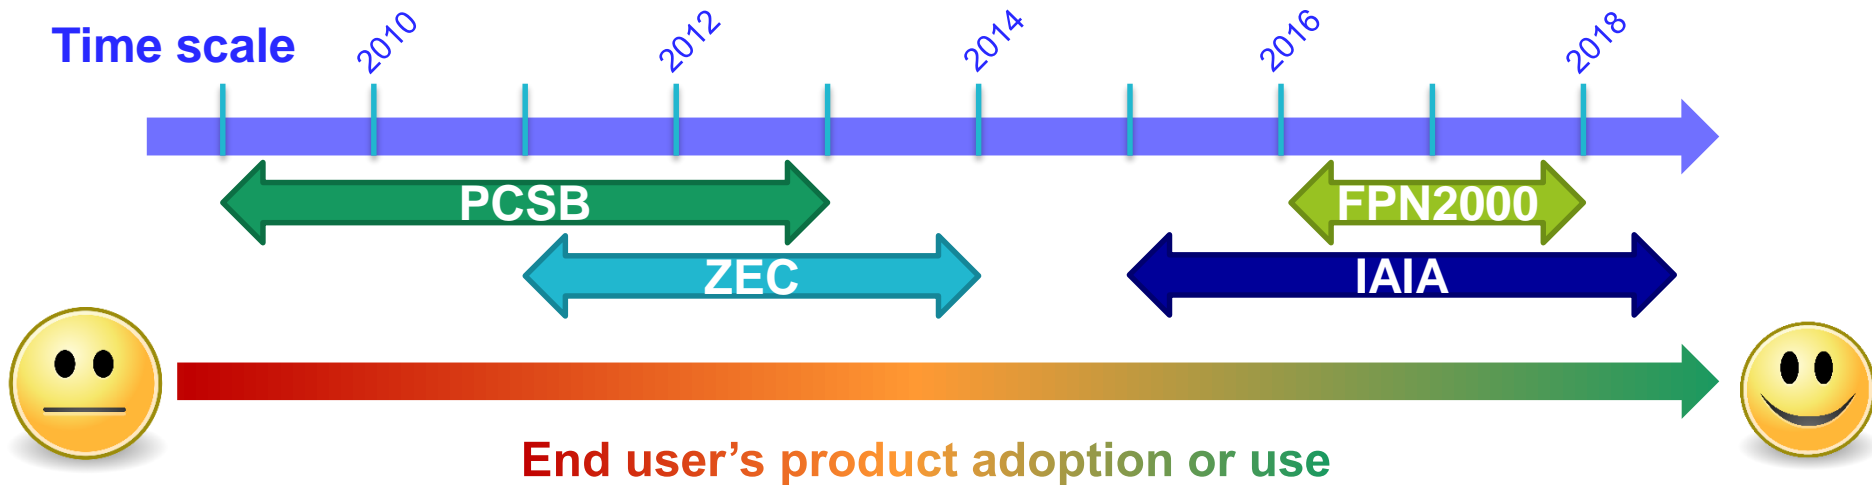 Time scale
2010
2012
2014
2016
2018
PCSB
FPN2000
ZEC
IAIA
End user’s product adoption or use